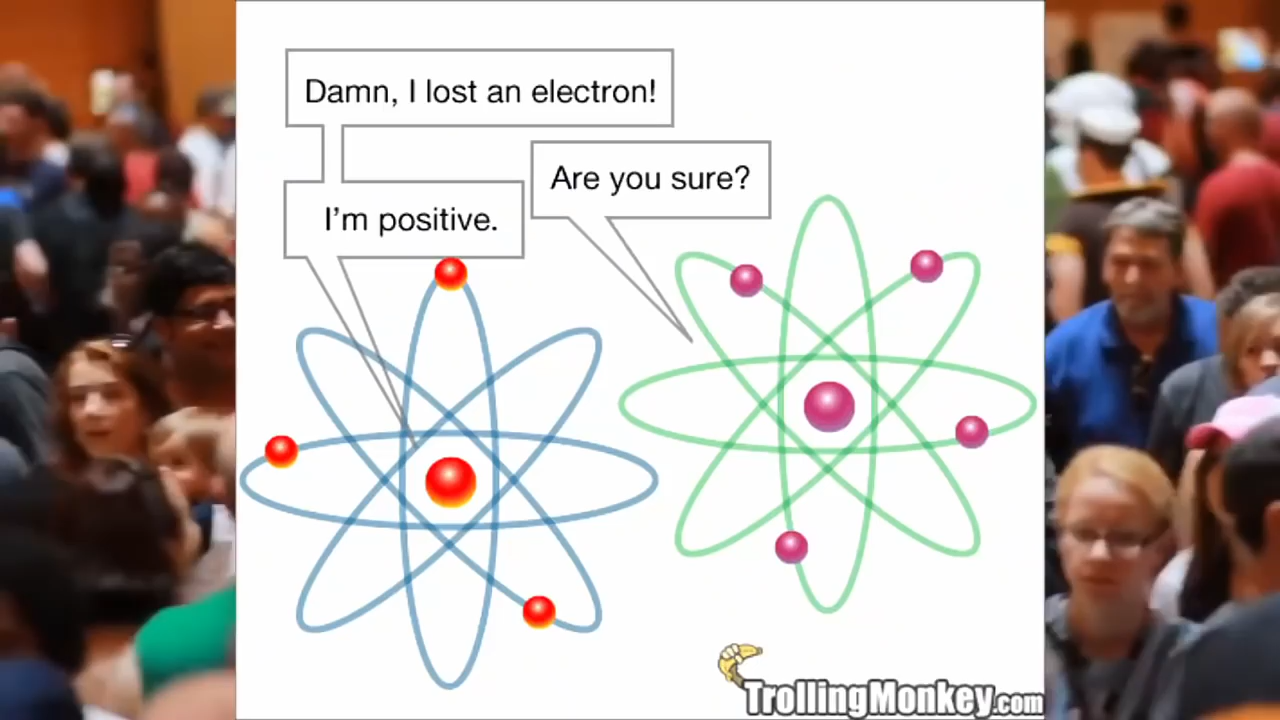 Damn, I lost an electron!
Are you sure?
I'm positive.
TrollingMonkey.com